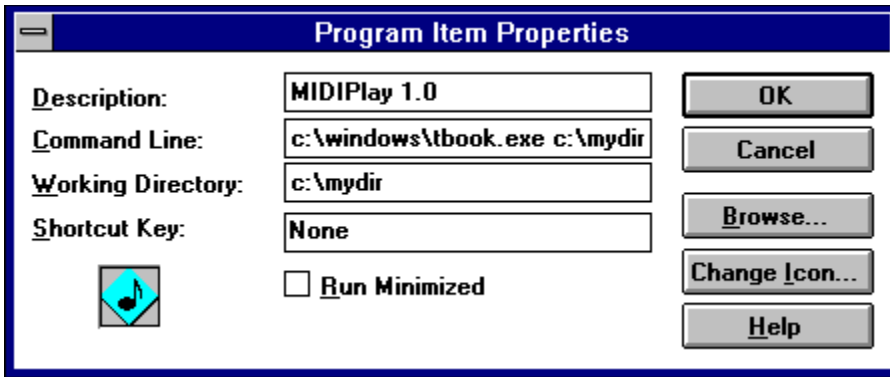 Program Item Properties
Description: MIDIPlay 1.0 OK
Command Line: c:\windows\tbook.exe c:\mydir Cancel
Working Directory: c:\mydir
Browse...
Shortcut Key: None
Run Minimized Change Icon...
Help